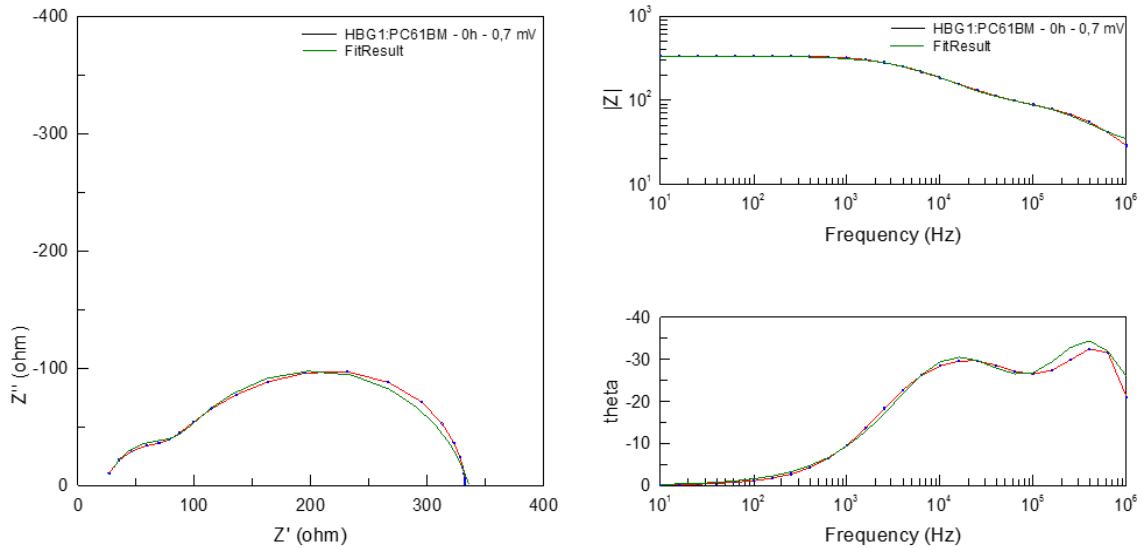 -400
-300
-200
-100
0
0 100 200 300 400
Z' (ohm)
Z'' (ohm)
HBG1:PC61BM - 0h - 0,7 mV
FitResult
10³
10²
10¹
10¹ 10² 10³ 10⁴ 10⁵ 10⁶
Frequency (Hz)
|Z|
HBG1:PC61BM - 0h - 0,7 mV
FitResult
-40
-30
-20
-10
0
10¹ 10² 10³ 10⁴ 10⁵ 10⁶
Frequency (Hz)
theta